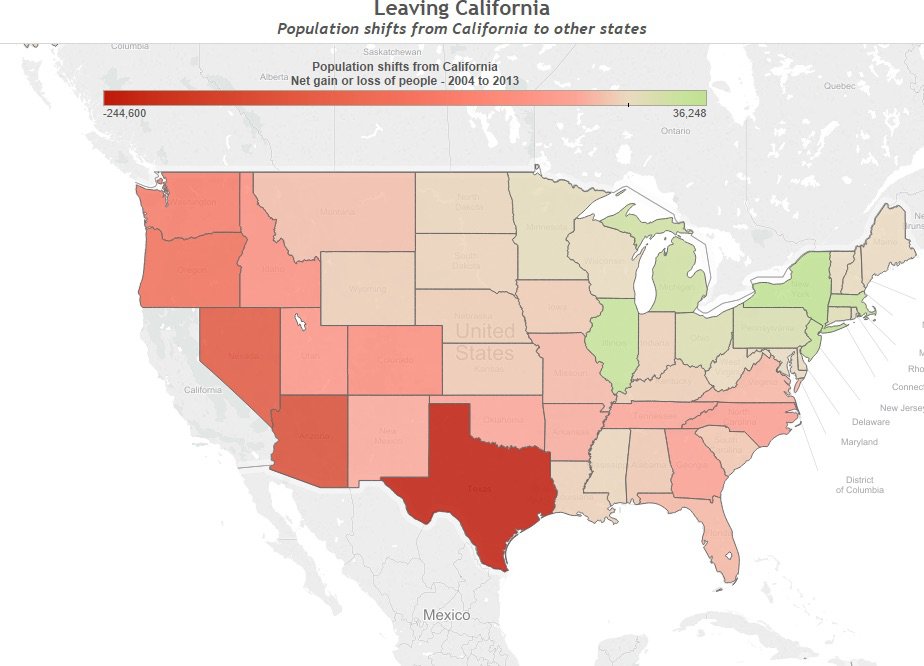 Leaving California
Population shifts from California to other states
Columbia
Saskatchewan
Population shifts from California
Alberta
Net gain or loss of people - 2004 to 2013
Quebec
-244,600
36,248
Ontario
Washington
Montana
North
Dakota
Minnesota
Maine
Oregon
Idaho
South
Dakota
Wisconsin
Michigan
New
York
Wyoming
Iowa
Nebraska
Pennsylvania
United
States
Illinois
Indiana
Ohio
Nevada
Utah
Colorado
Kansas
Missouri
Kentucky
West
Virginia
Virginia
California
Rho
Connec
New Jersey
Delaware
Maryland
Arizona
New
Mexico
Oklahoma
Arkansas
Tennessee
North
Carolina
South
Carolina
Texas
Alabama
Georgia
District
of Columbia
Mexico